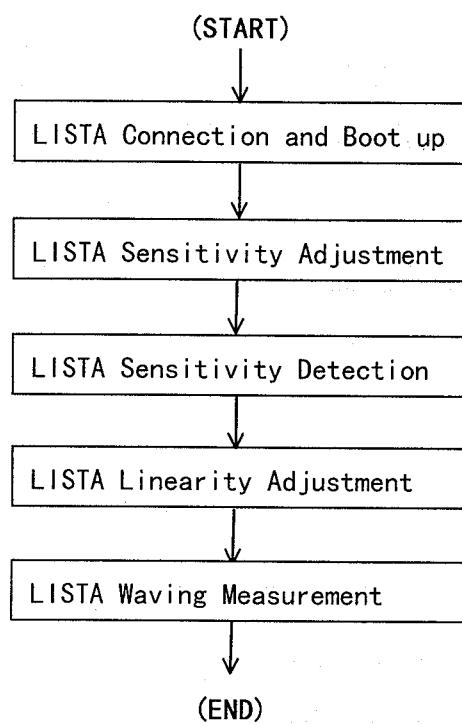 (START)
LISTA Connection and Boot up
LISTA Sensitivity Adjustment
LISTA Sensitivity Detection
LISTA Linearity Adjustment
LISTA Waving Measurement
(END)